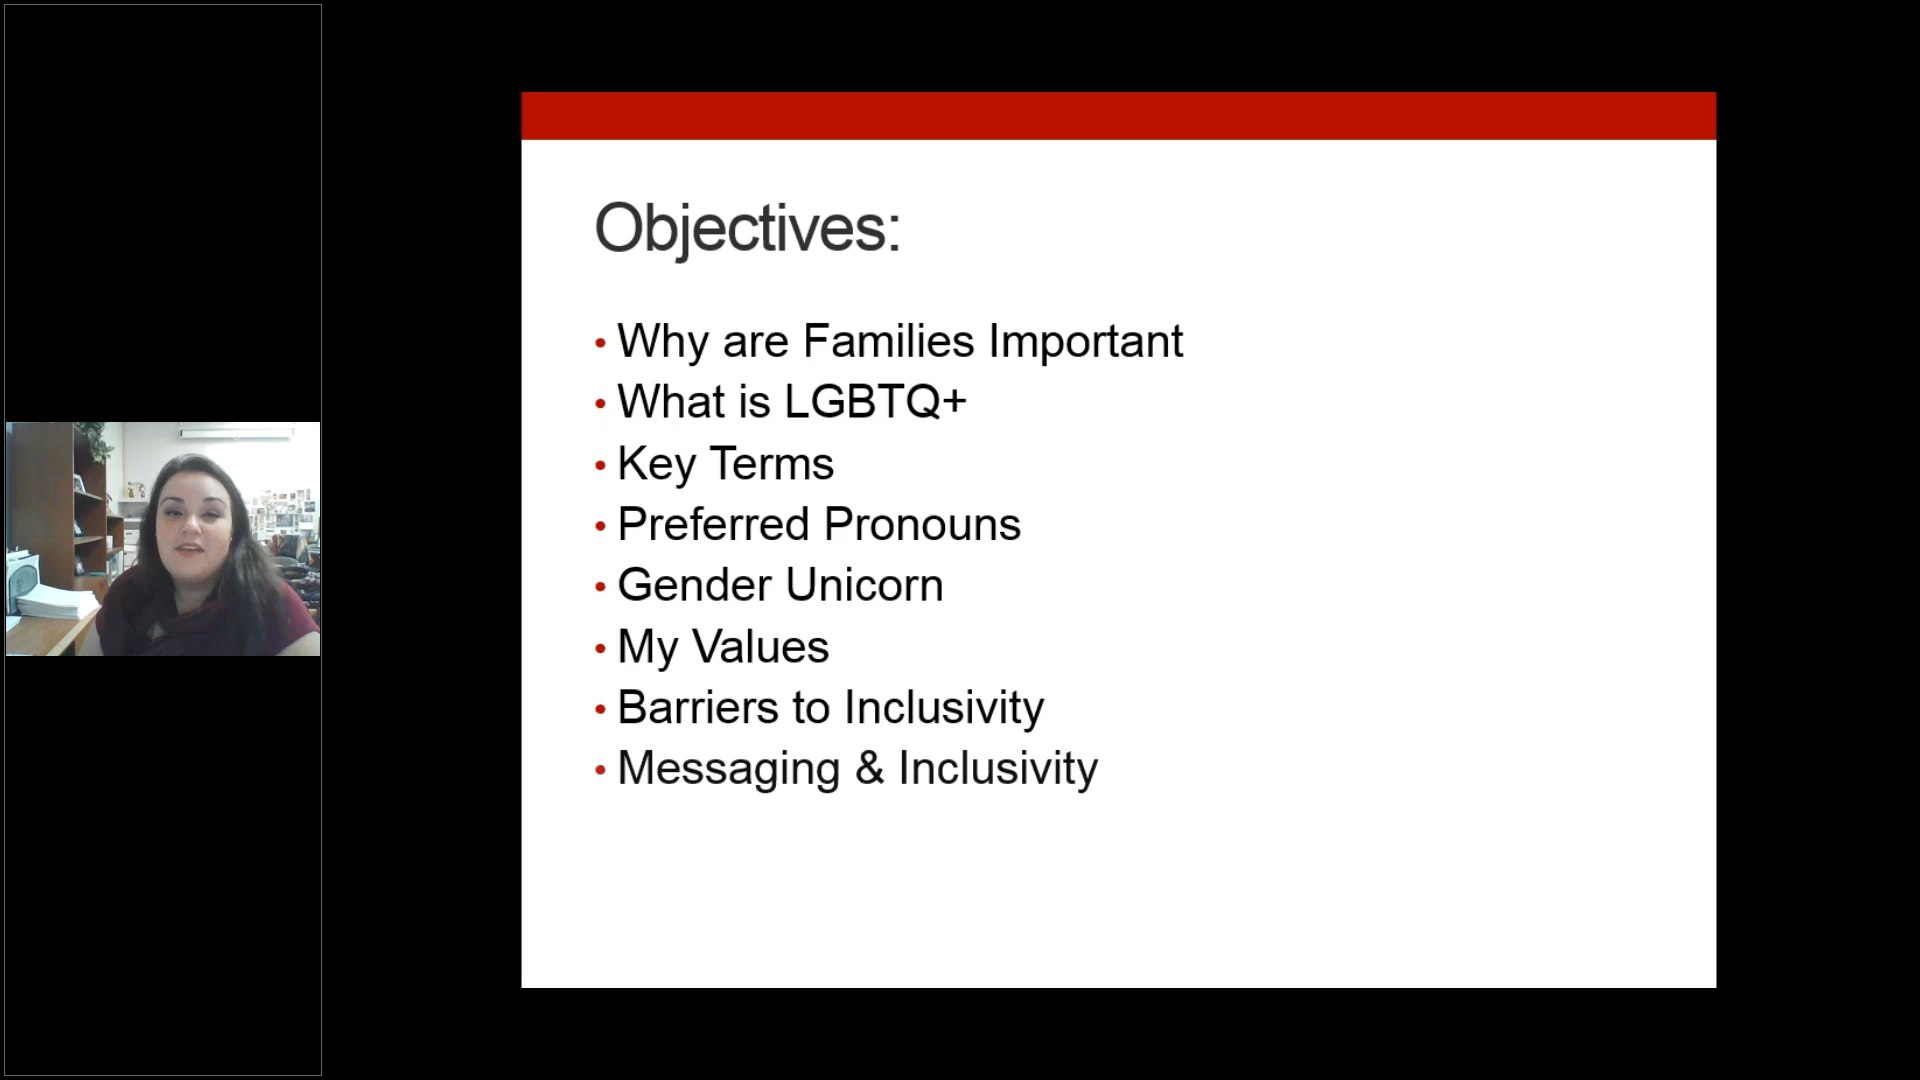 Objectives:
• Why are Families Important
• What is LGBTQ+
• Key Terms
• Preferred Pronouns
• Gender Unicorn
• My Values
• Barriers to Inclusivity
• Messaging & Inclusivity